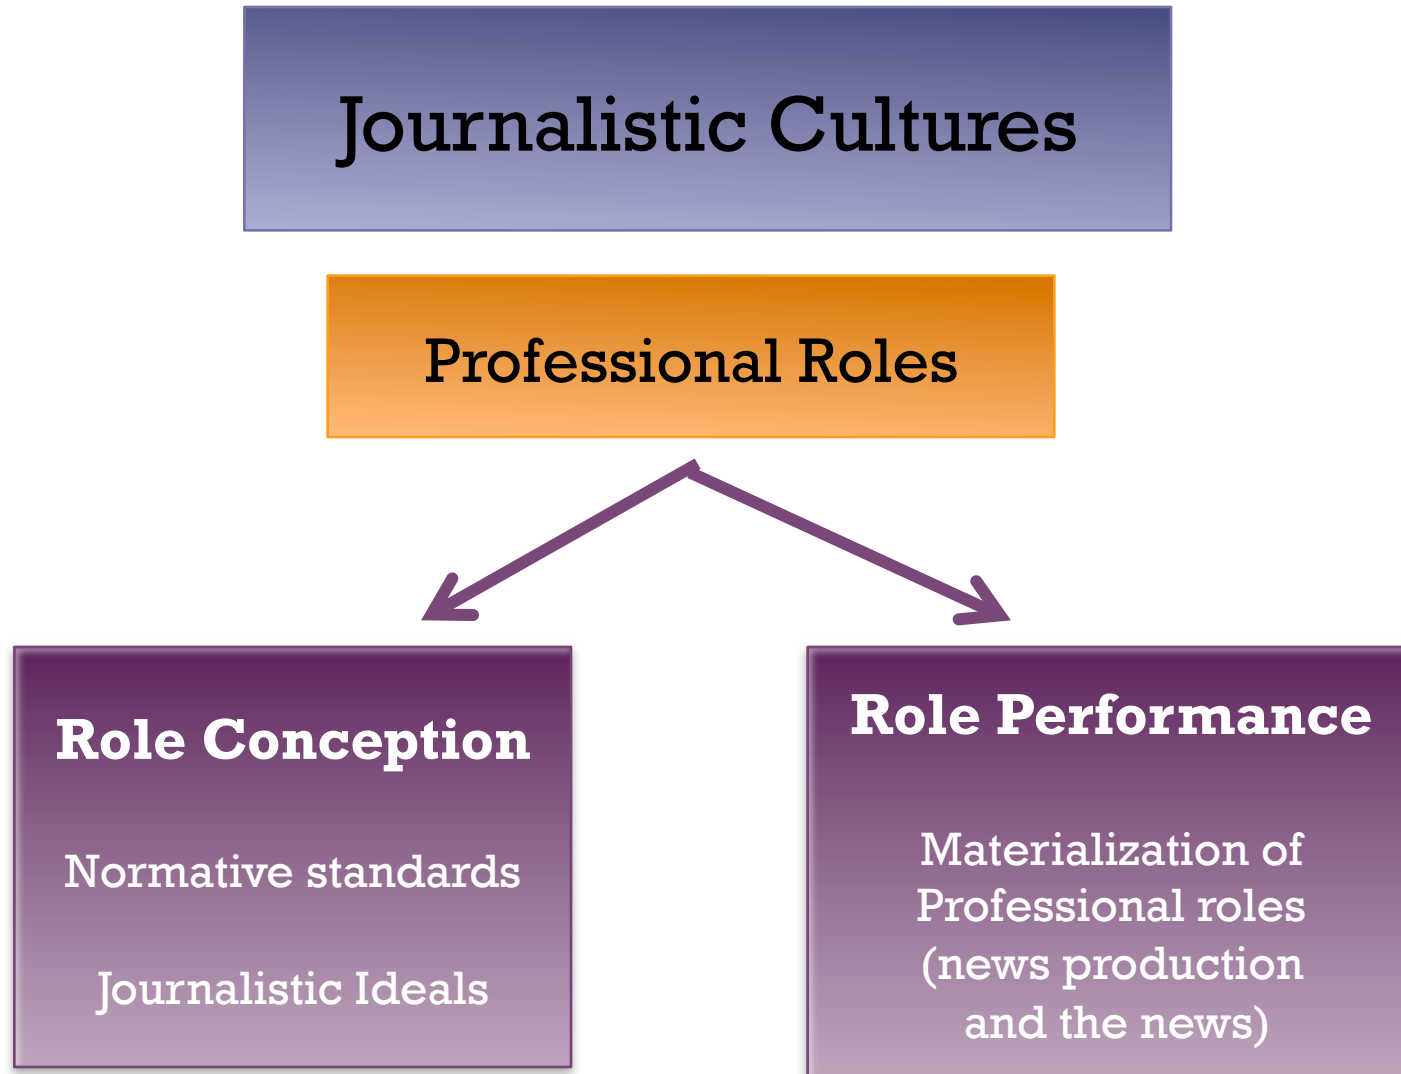 Journalistic Cultures
Professional Roles
Role Conception
Normative standards
Journalistic Ideals
Role Performance
Materialization of
Professional roles
(news production
and the news)